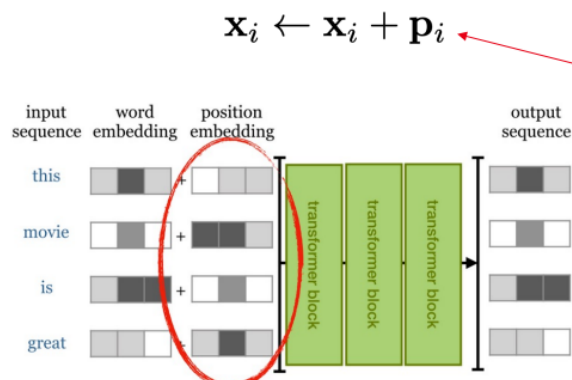 xᵢ ← xᵢ + pᵢ
input sequence
word embedding
position embedding
output sequence
this +
movie +
is +
great +
transformer block
transformer block
transformer block